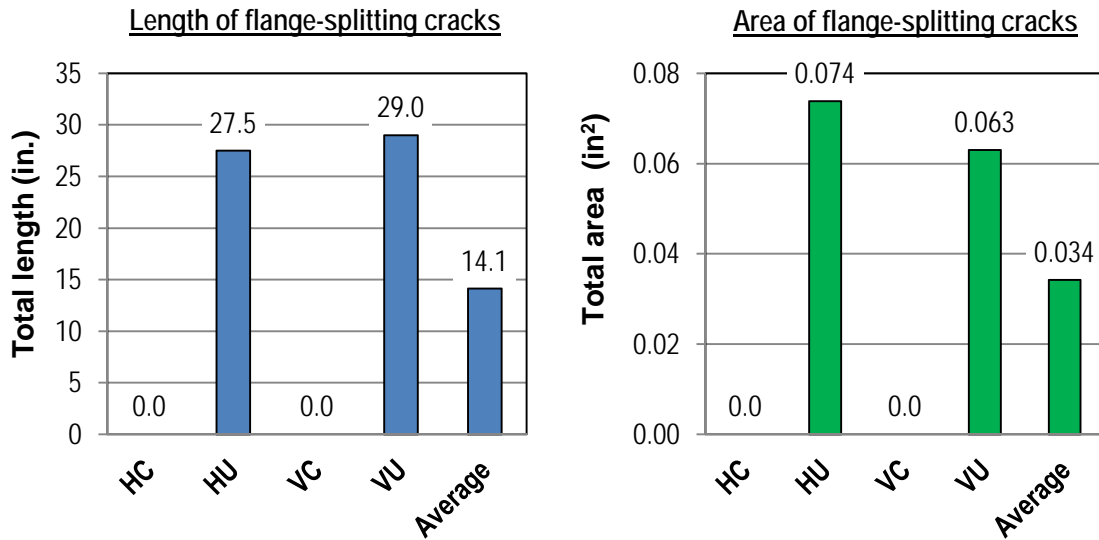 Length of flange-splitting cracks
Total length (in.)
35
30
25
20
15
10
5
0
0.0
27.5
0.0
29.0
14.1
HC
HU
VC
VU
Average
Area of flange-splitting cracks
Total area (in²)
0.08
0.06
0.04
0.02
0.00
0.0
0.074
0.0
0.063
0.034
HC
HU
VC
VU
Average